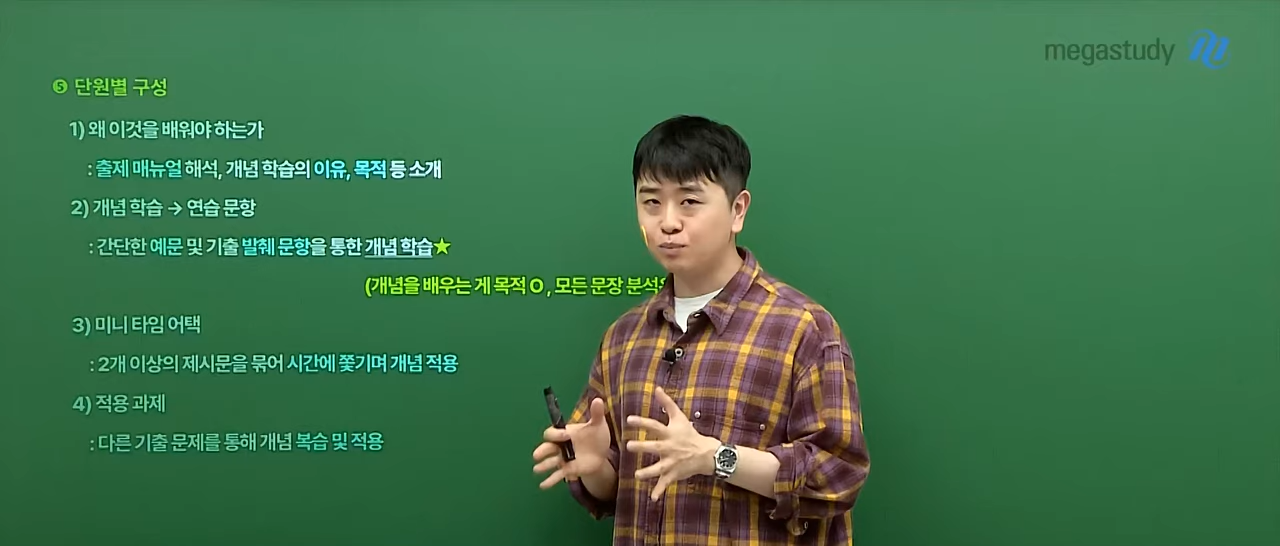 megastudy
❺ 단원별 구성
1) 왜 이것을 배워야 하는가
: 출제 매뉴얼 해석, 개념 학습의 이유, 목적 등 소개
2) 개념 학습 → 연습 문항
: 간단한 예문 및 기출 발췌 문항을 통한 개념 학습★
(개념을 배우는 게 목적 O , 모든 문장 분석
3) 미니 타임 어택
: 2개 이상의 제시문을 묶어 시간에 쫓기며 개념 적용
4) 적용 과제
: 다른 기출 문제를 통해 개념 복습 및 적용